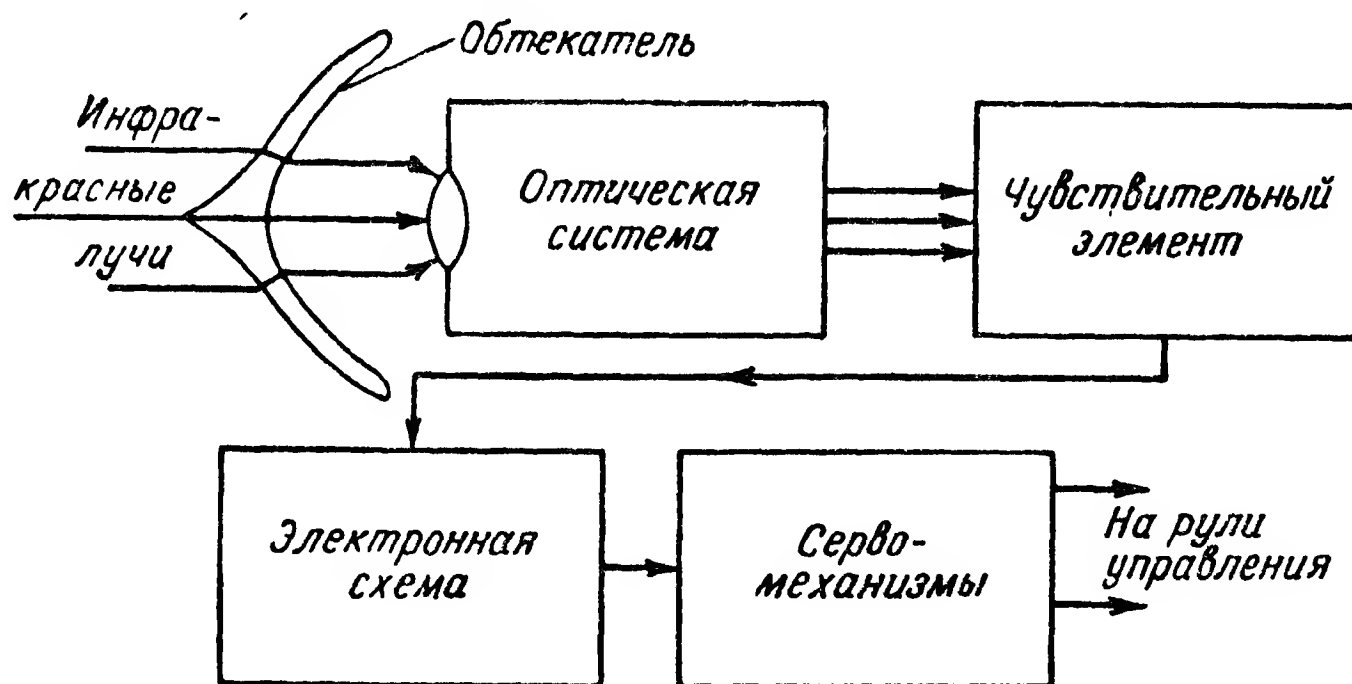 Обтекатель
Инфра-
красные
лучи
Оптическая
система
Чувствительный
элемент
Электронная
схема
Серво-
механизмы
На рули
управления